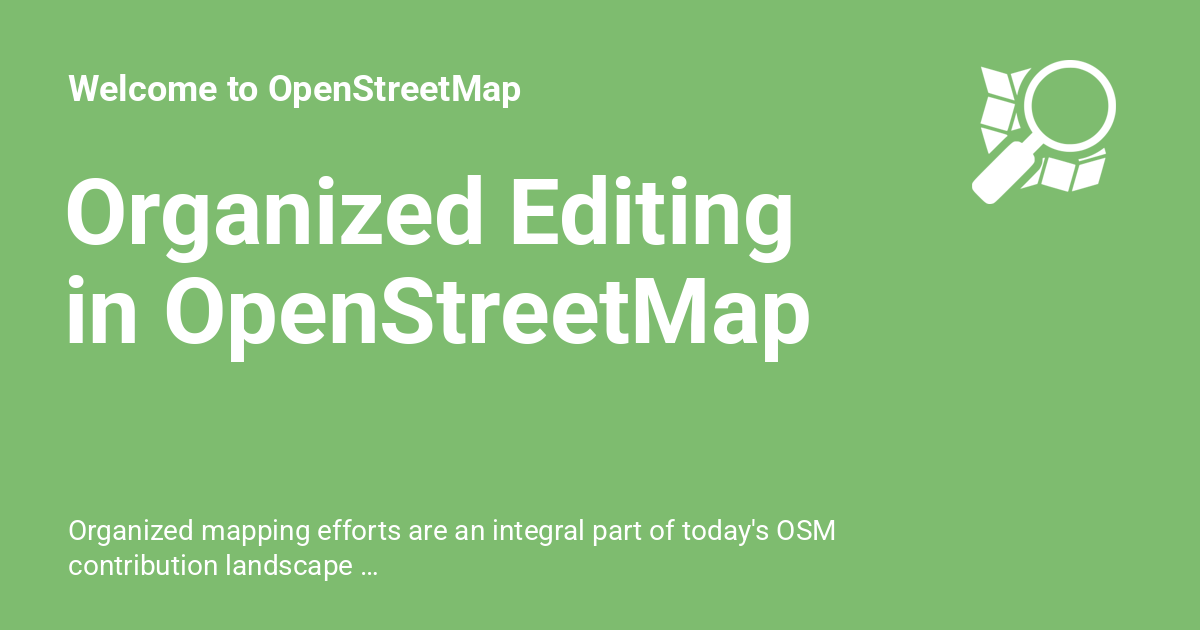 Welcome to OpenStreetMap
Organized Editing
in OpenStreetMap
Organized mapping efforts are an integral part of today's OSM
contribution landscape ...